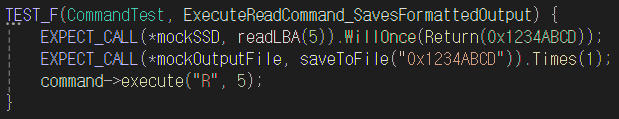 TEST_F(CommandTest, ExecuteReadCommand_SavesFormattedOutput) {
    EXPECT_CALL(*mockSSD, readLBA(5)).WillOnce(Return(0x1234ABCD));
    EXPECT_CALL(*mockOutputFile, saveToFile("0x1234ABCD")).Times(1);
    command->execute("R", 5);
}